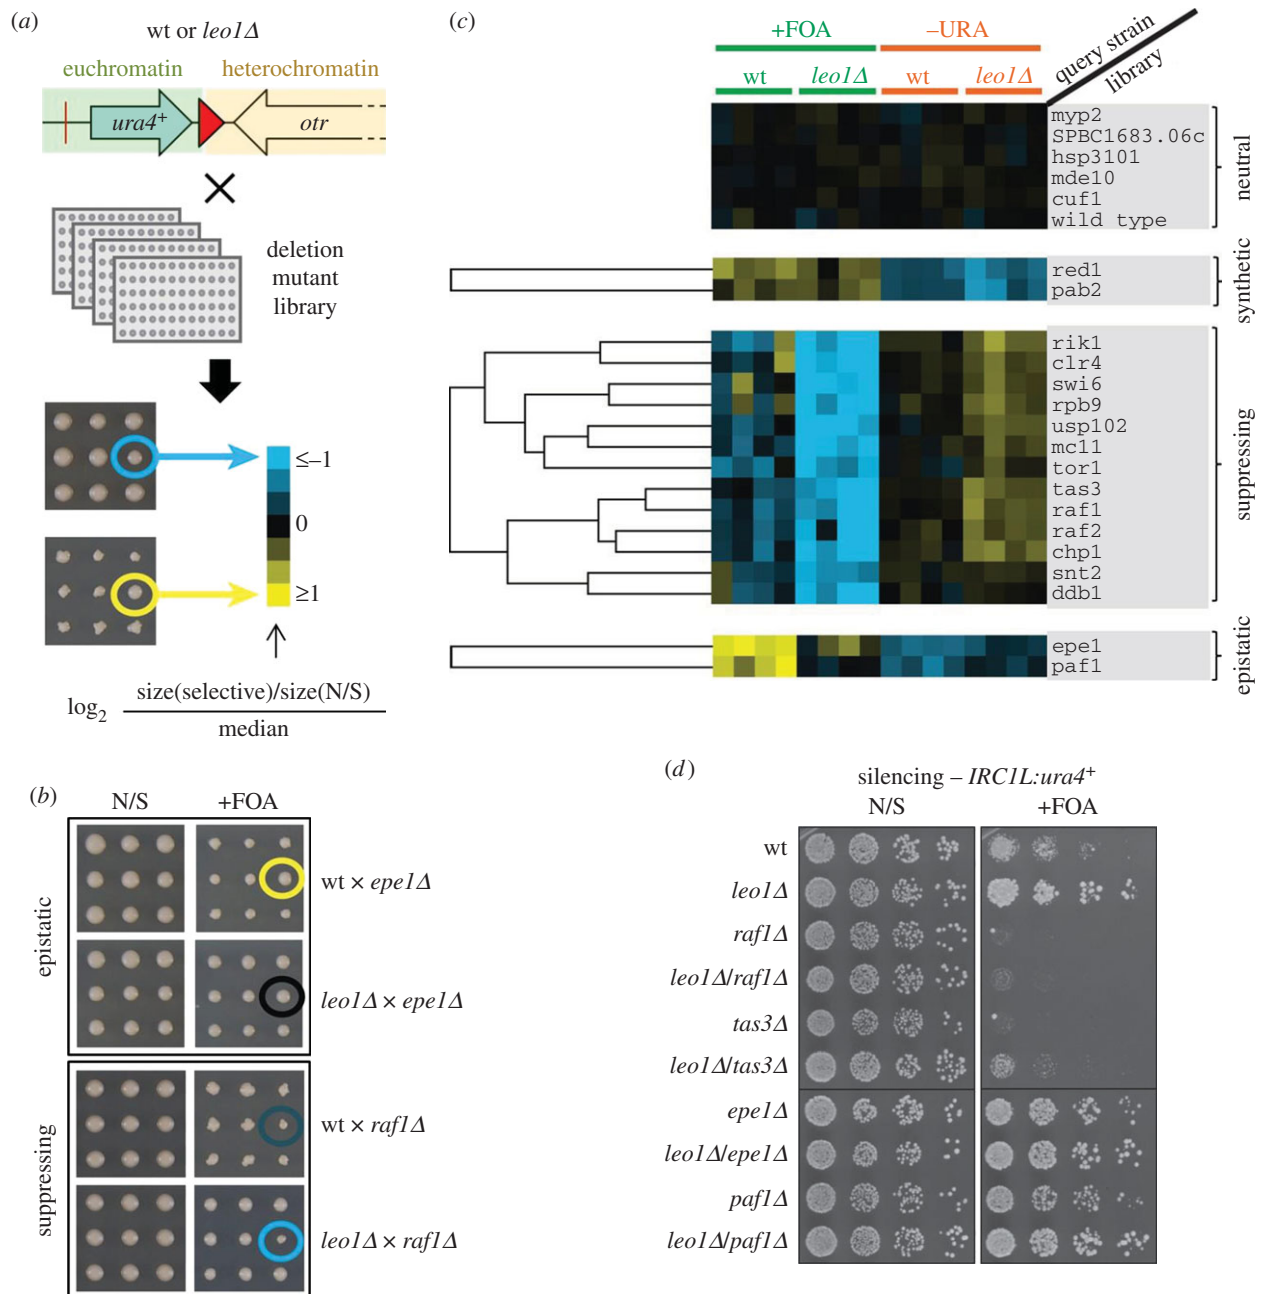 (a)
wt or leo1Δ
euchromatin heterochromatin
ura4⁺ otr
deletion
mutant
library
≤–1
0
≥1
log₂ size(selective)/size(N/S)
median
(b)
N/S +FOA
epistatic
wt × epe1Δ
leo1Δ × epe1Δ
suppressing
wt × raf1Δ
leo1Δ × raf1Δ
(c)
+FOA –URA
wt leo1Δ wt leo1Δ
query strain
library
myp2
SPBC1683.06c
hsp3101
mde10
cuf1
wild type
neutral
red1
pab2
synthetic
rik1
clr4
swi6
rpb9
usp102
mc11
tor1
tas3
raf1
raf2
chp1
snt2
ddb1
suppressing
epe1
paf1
epistatic
(d)
silencing – IRC1L:ura4⁺
N/S +FOA
wt
leo1Δ
raf1Δ
leo1Δ/raf1Δ
tas3Δ
leo1Δ/tas3Δ
epe1Δ
leo1Δ/epe1Δ
paf1Δ
leo1Δ/paf1Δ